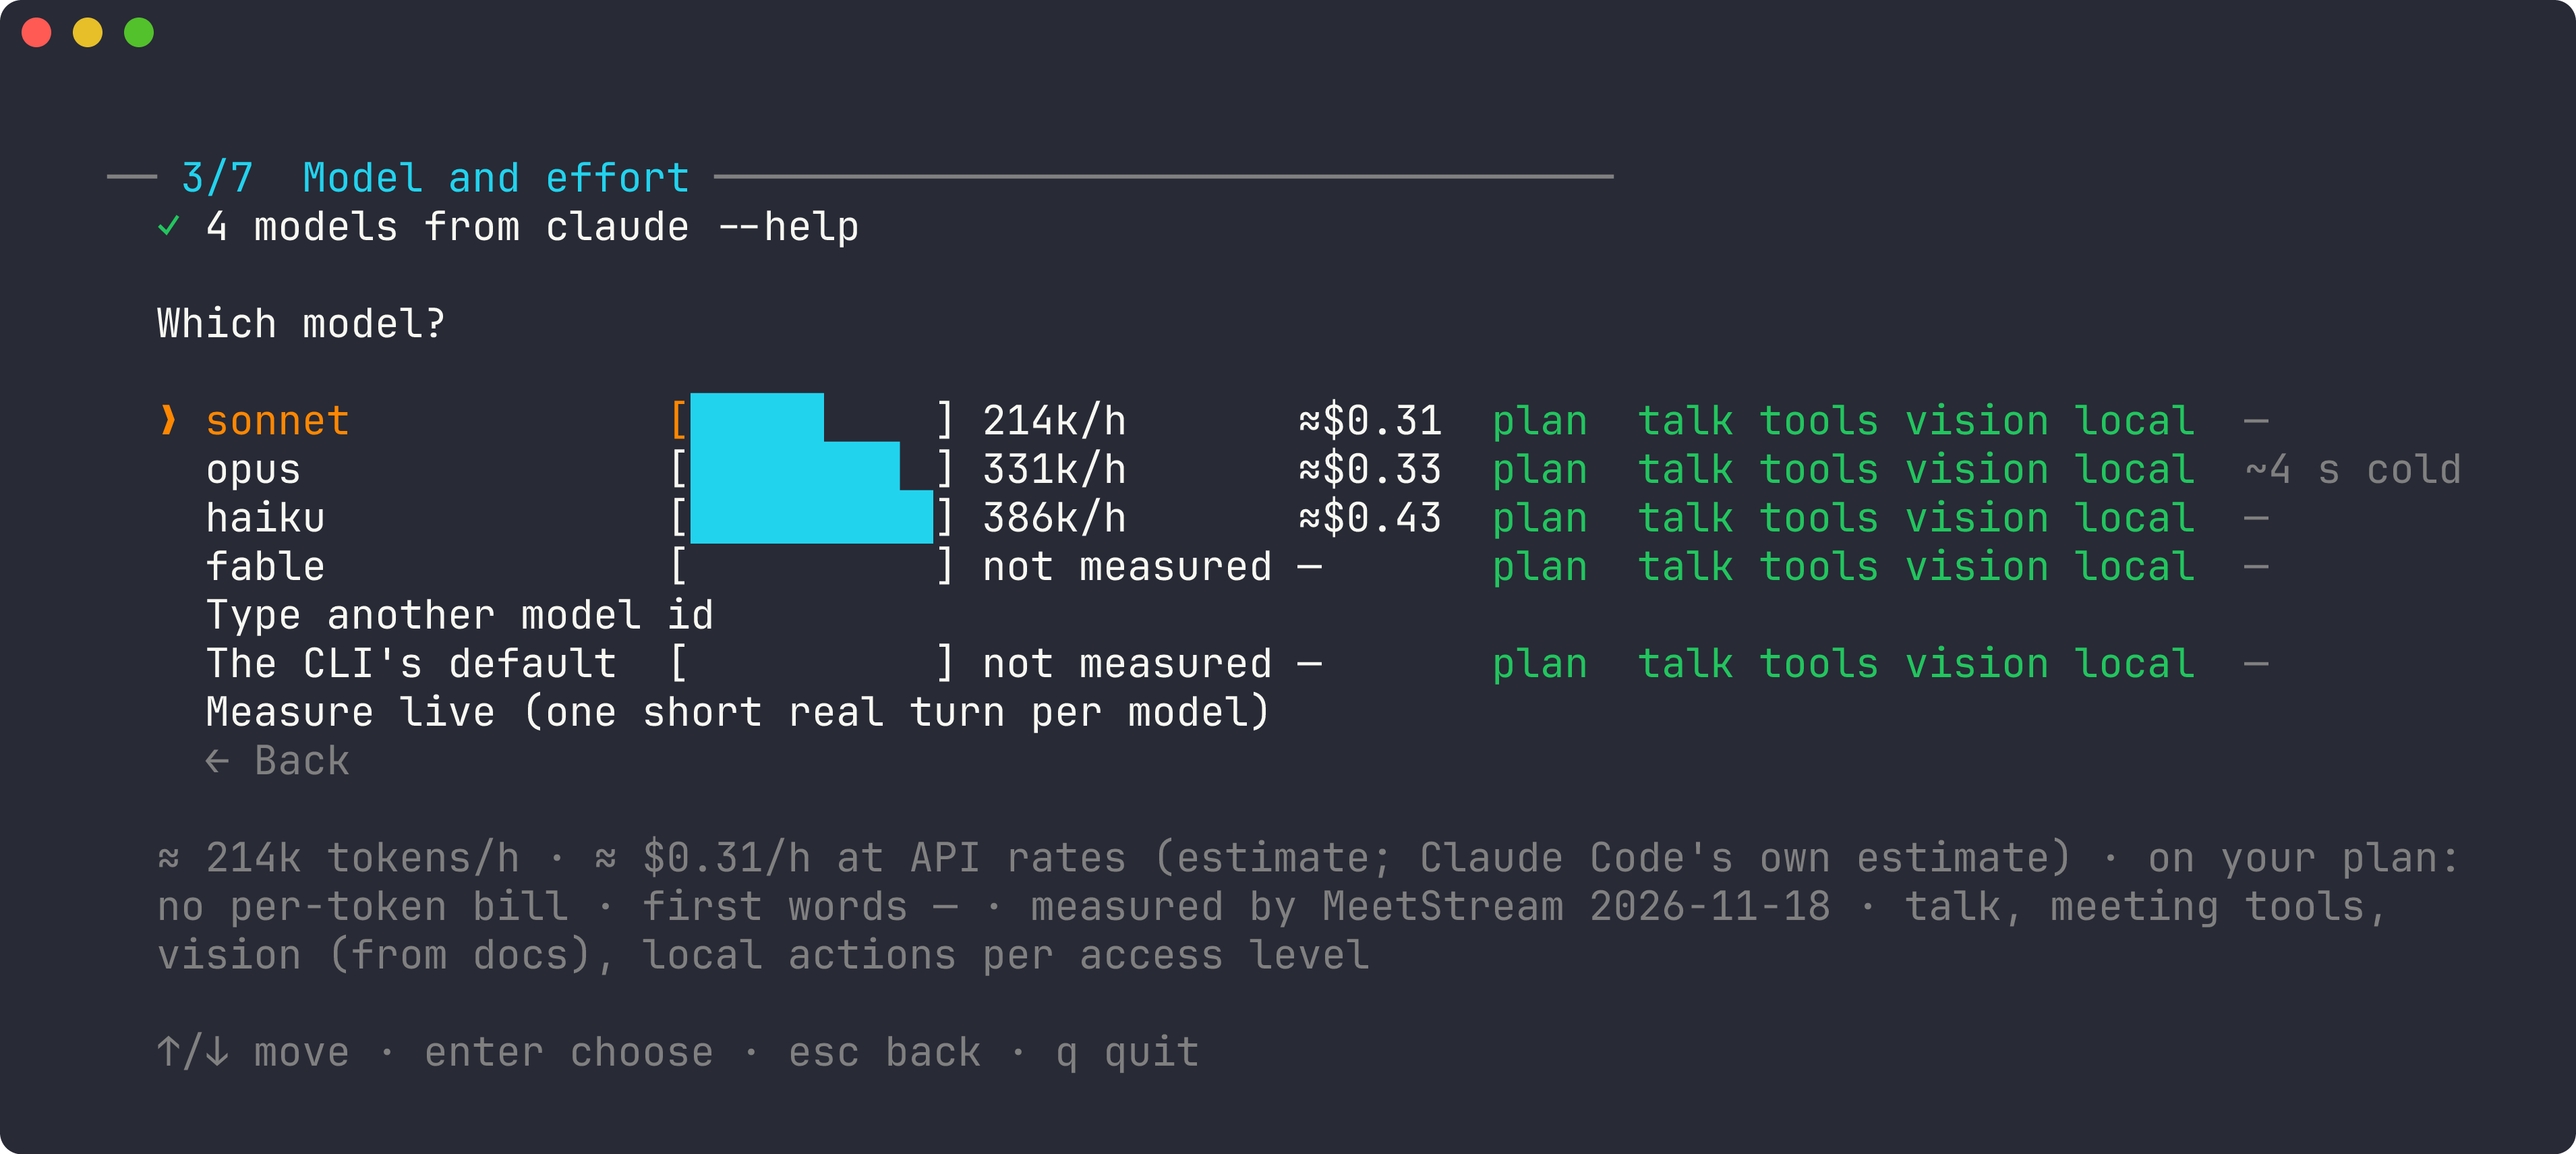 ── 3/7  Model and effort ─────────────────────────────────────
✓ 4 models from claude --help
Which model?
❱ sonnet [ ] 214k/h ≈$0.31 plan talk tools vision local —
opus [ ] 331k/h ≈$0.33 plan talk tools vision local ~4 s cold
haiku [ ] 386k/h ≈$0.43 plan talk tools vision local —
fable [ ] not measured — plan talk tools vision local —
Type another model id
The CLI's default [ ] not measured — plan talk tools vision local —
Measure live (one short real turn per model)
← Back
≈ 214k tokens/h · ≈ $0.31/h at API rates (estimate; Claude Code's own estimate) · on your plan:
no per-token bill · first words — · measured by MeetStream 2026-11-18 · talk, meeting tools,
vision (from docs), local actions per access level
↑/↓ move · enter choose · esc back · q quit